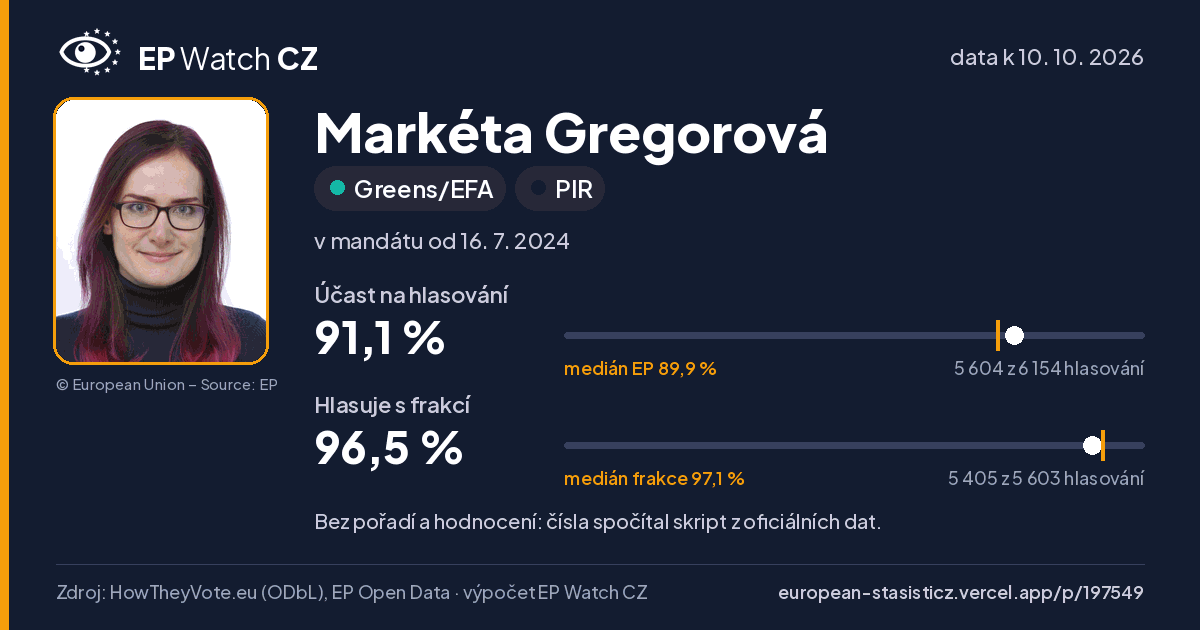 EP Watch CZ
data k 10. 10. 2026
Markéta Gregorová
Greens/EFA
PIR
v mandátu od 16. 7. 2024
Účast na hlasování
91,1 %
medián EP 89,9 %
5 604 z 6 154 hlasování
© European Union – Source: EP
Hlasuje s frakcí
96,5 %
medián frakce 97,1 %
5 405 z 5 603 hlasování
Bez pořadí a hodnocení: čísla spočítal skript z oficiálních dat.
Zdroj: HowTheyVote.eu (ODbL), EP Open Data · výpočet EP Watch CZ
european-stasisticz.vercel.app/p/197549